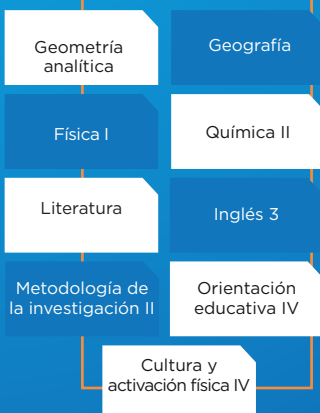 Geometría
analítica
Geografía
Física I
Química II
Literatura
Inglés 3
Metodología de
la investigación II
Orientación
educativa IV
Cultura y
activación física IV